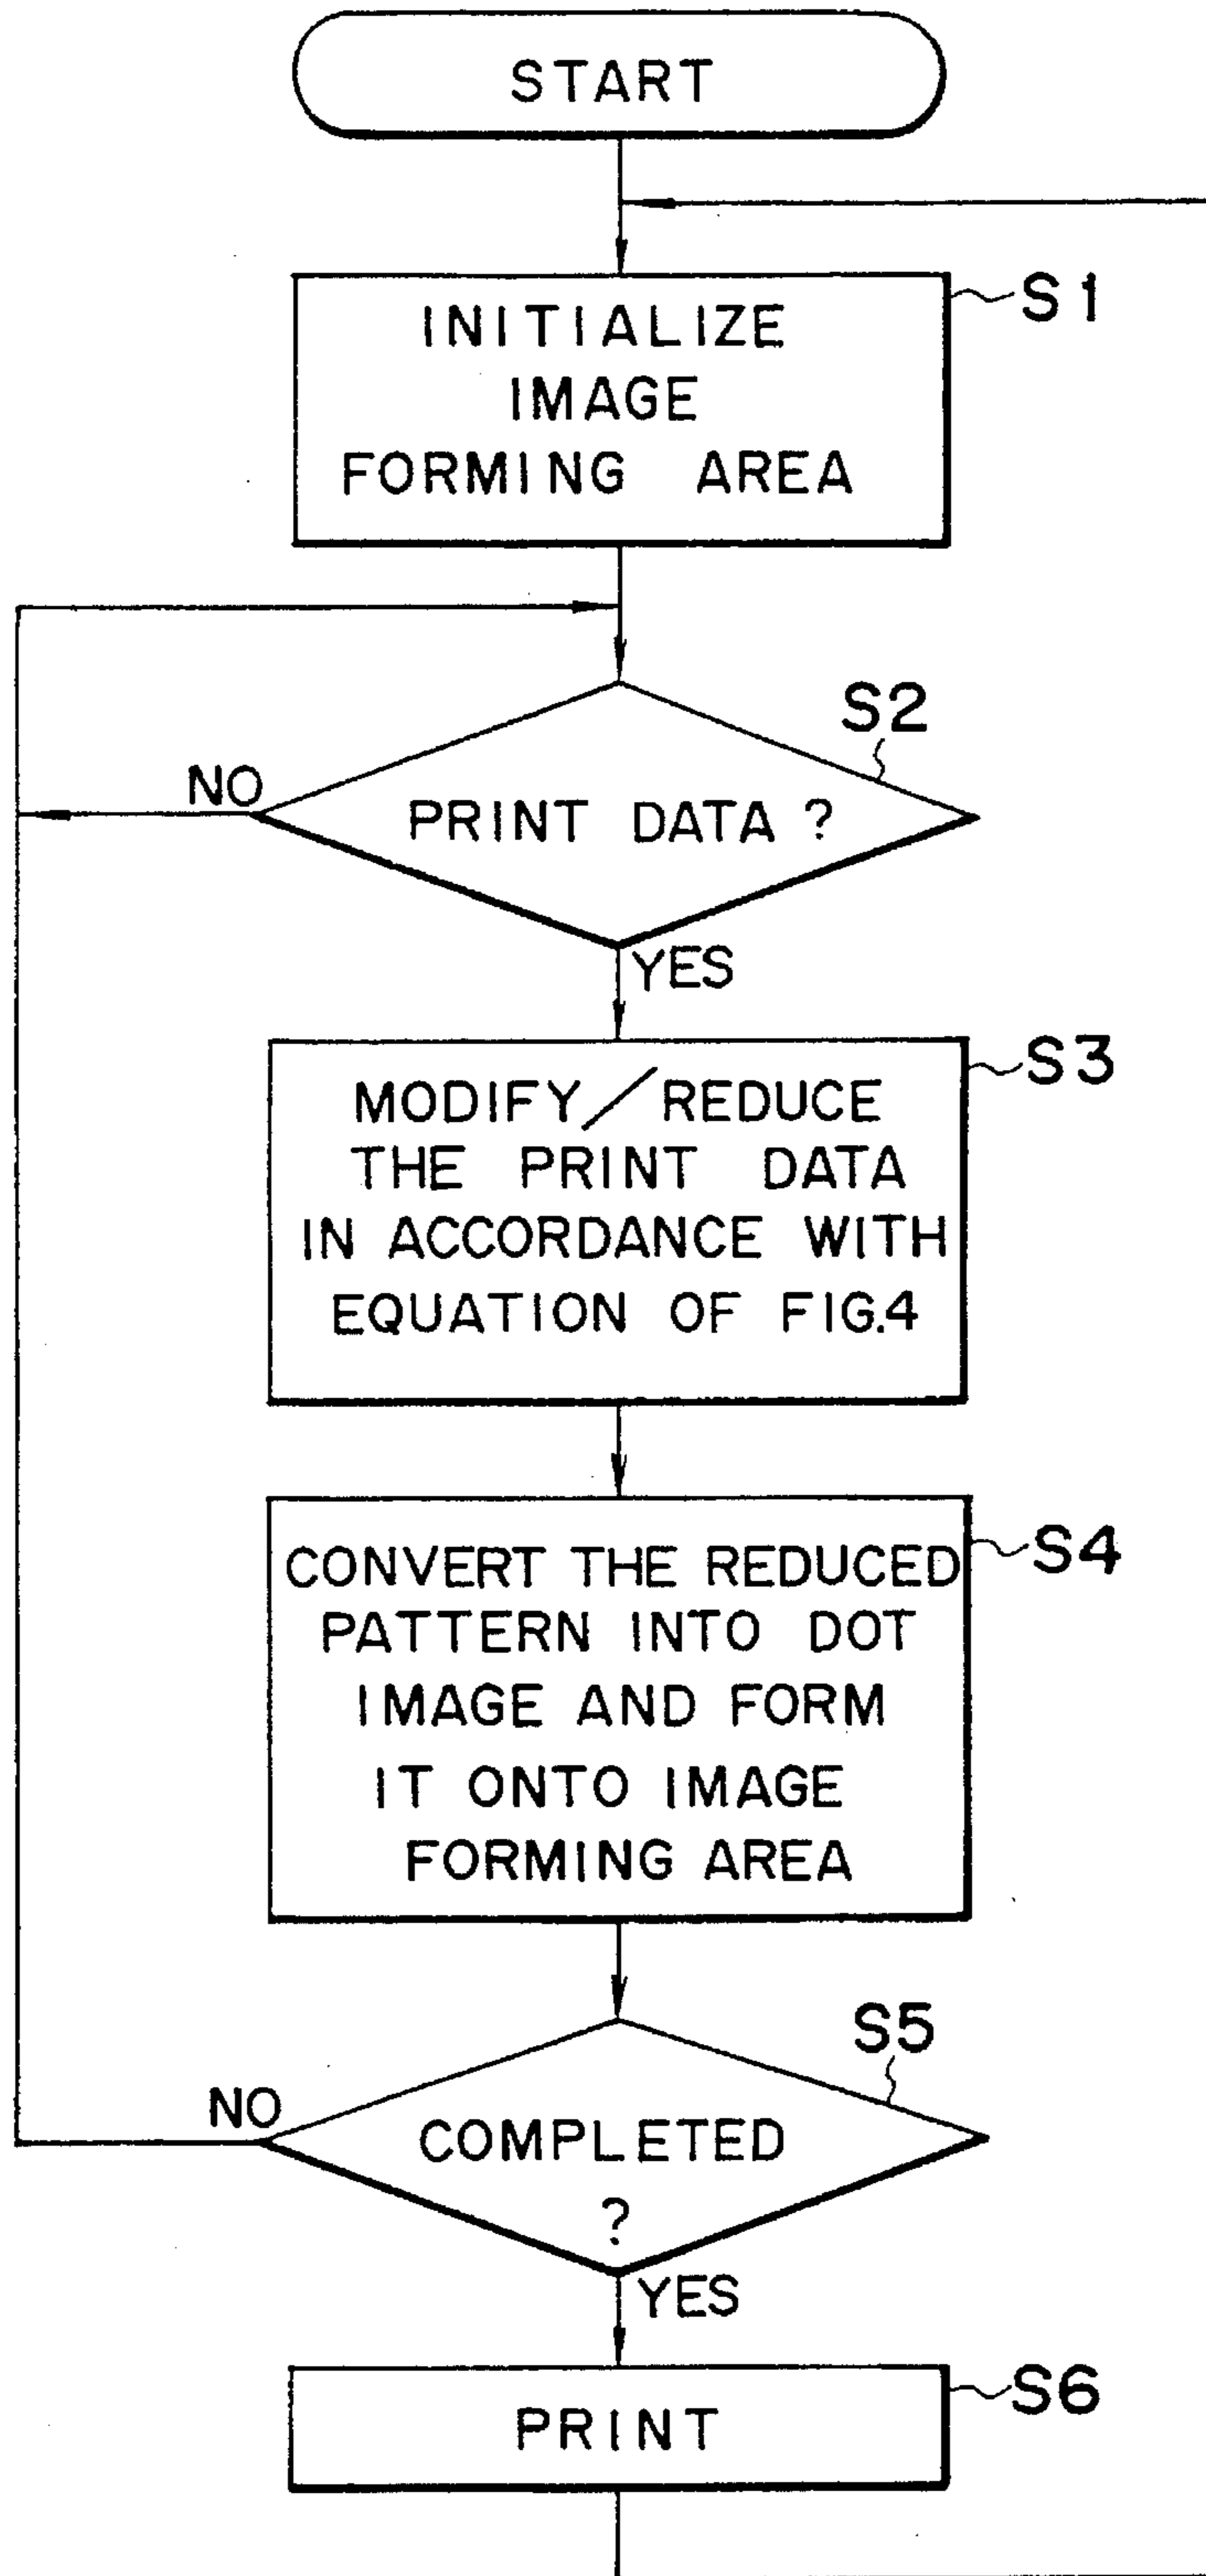 START
S1
INITIALIZE
IMAGE
FORMING AREA
S2
NO
PRINT DATA ?
YES
S3
MODIFY/REDUCE
THE PRINT DATA
IN ACCORDANCE WITH
EQUATION OF FIG.4
S4
CONVERT THE REDUCED
PATTERN INTO DOT
IMAGE AND FORM
IT ONTO IMAGE
FORMING AREA
S5
NO
COMPLETED
?
YES
S6
PRINT